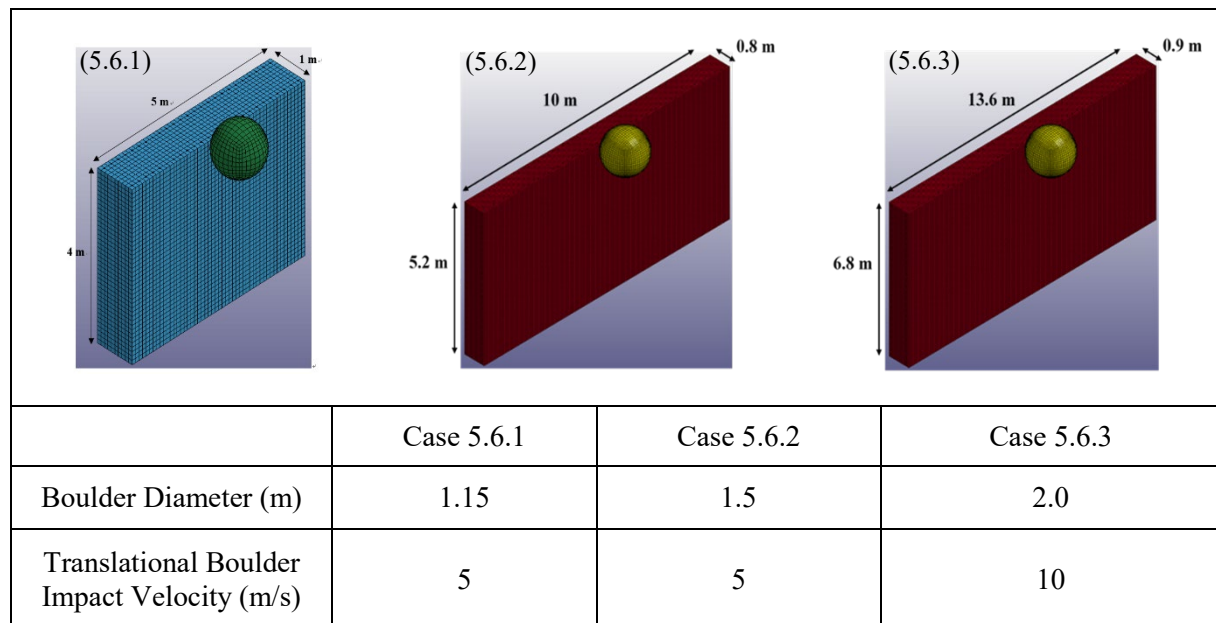 (5.6.1)
1 m
5 m
4 m
(5.6.2)
0.8 m
10 m
5.2 m
(5.6.3)
0.9 m
13.6 m
6.8 m
Case 5.6.1 Case 5.6.2 Case 5.6.3
Boulder Diameter (m) 1.15 1.5 2.0
Translational Boulder
Impact Velocity (m/s) 5 5 10